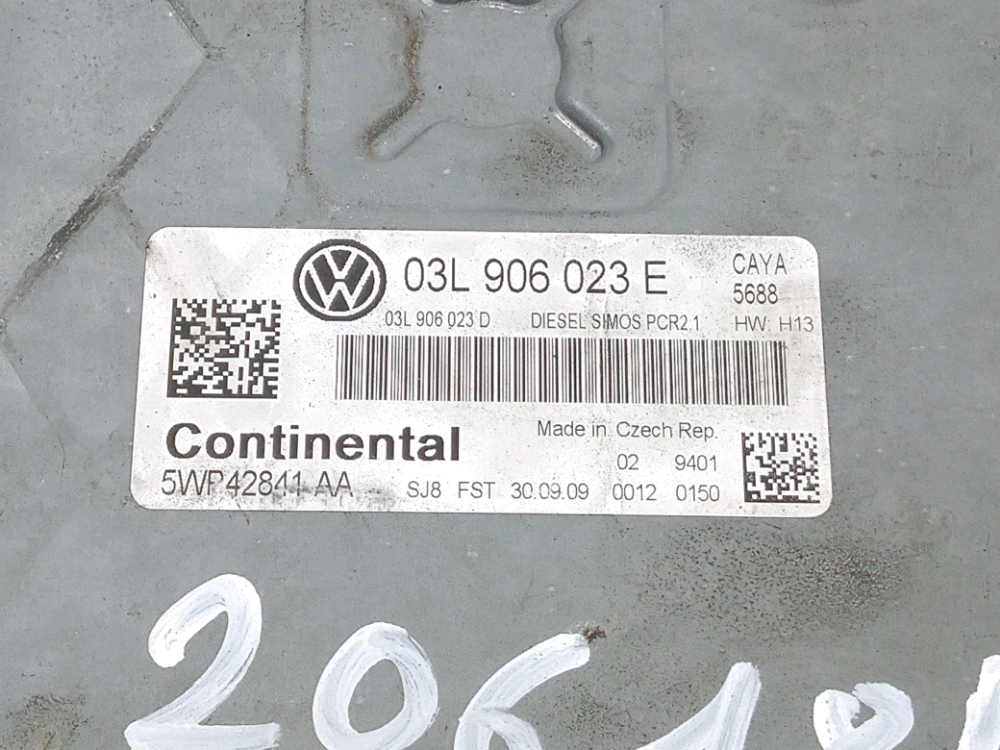 03L 906 023 E
CAYA
5688
03L 906 023 D DIESEL SIMOS PCR2.1 HW: H13
Continental
Made in Czech Rep.
02 9401
5WP42841 AA SJ8 FST 30.09.09 0012 0150